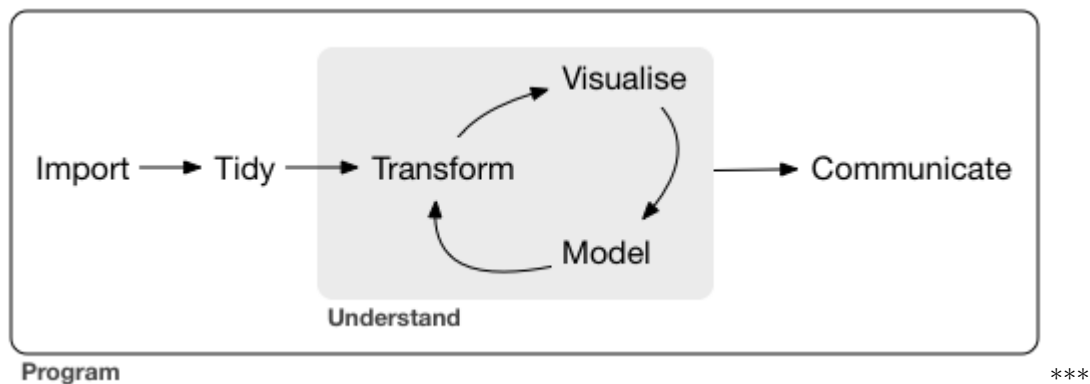 Visualise
Import Tidy Transform Communicate
Model
Understand
Program
***